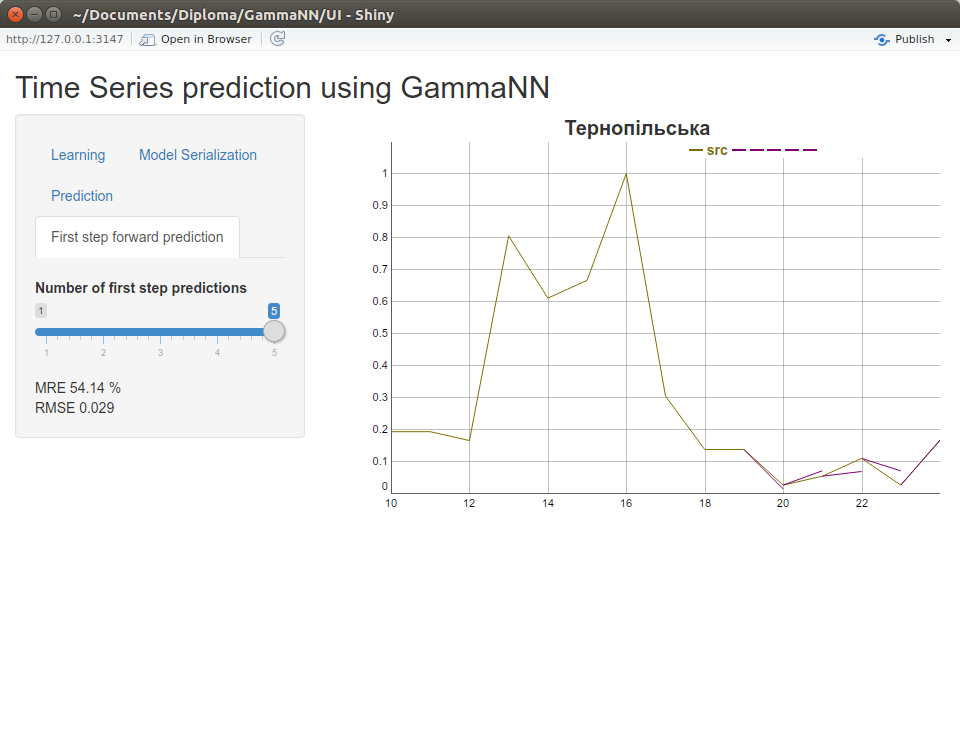 ~/Documents/Diploma/GammaNN/UI - Shiny
http://127.0.0.1:3147 Open in Browser Publish
Time Series prediction using GammaNN
Learning Model Serialization
Prediction
First step forward prediction
Number of first step predictions
1 5
1 2 3 4 5
MRE 54.14 %
RMSE 0.029
Тернопільська
src
1
0.9
0.8
0.7
0.6
0.5
0.4
0.3
0.2
0.1
0
10 12 14 16 18 20 22